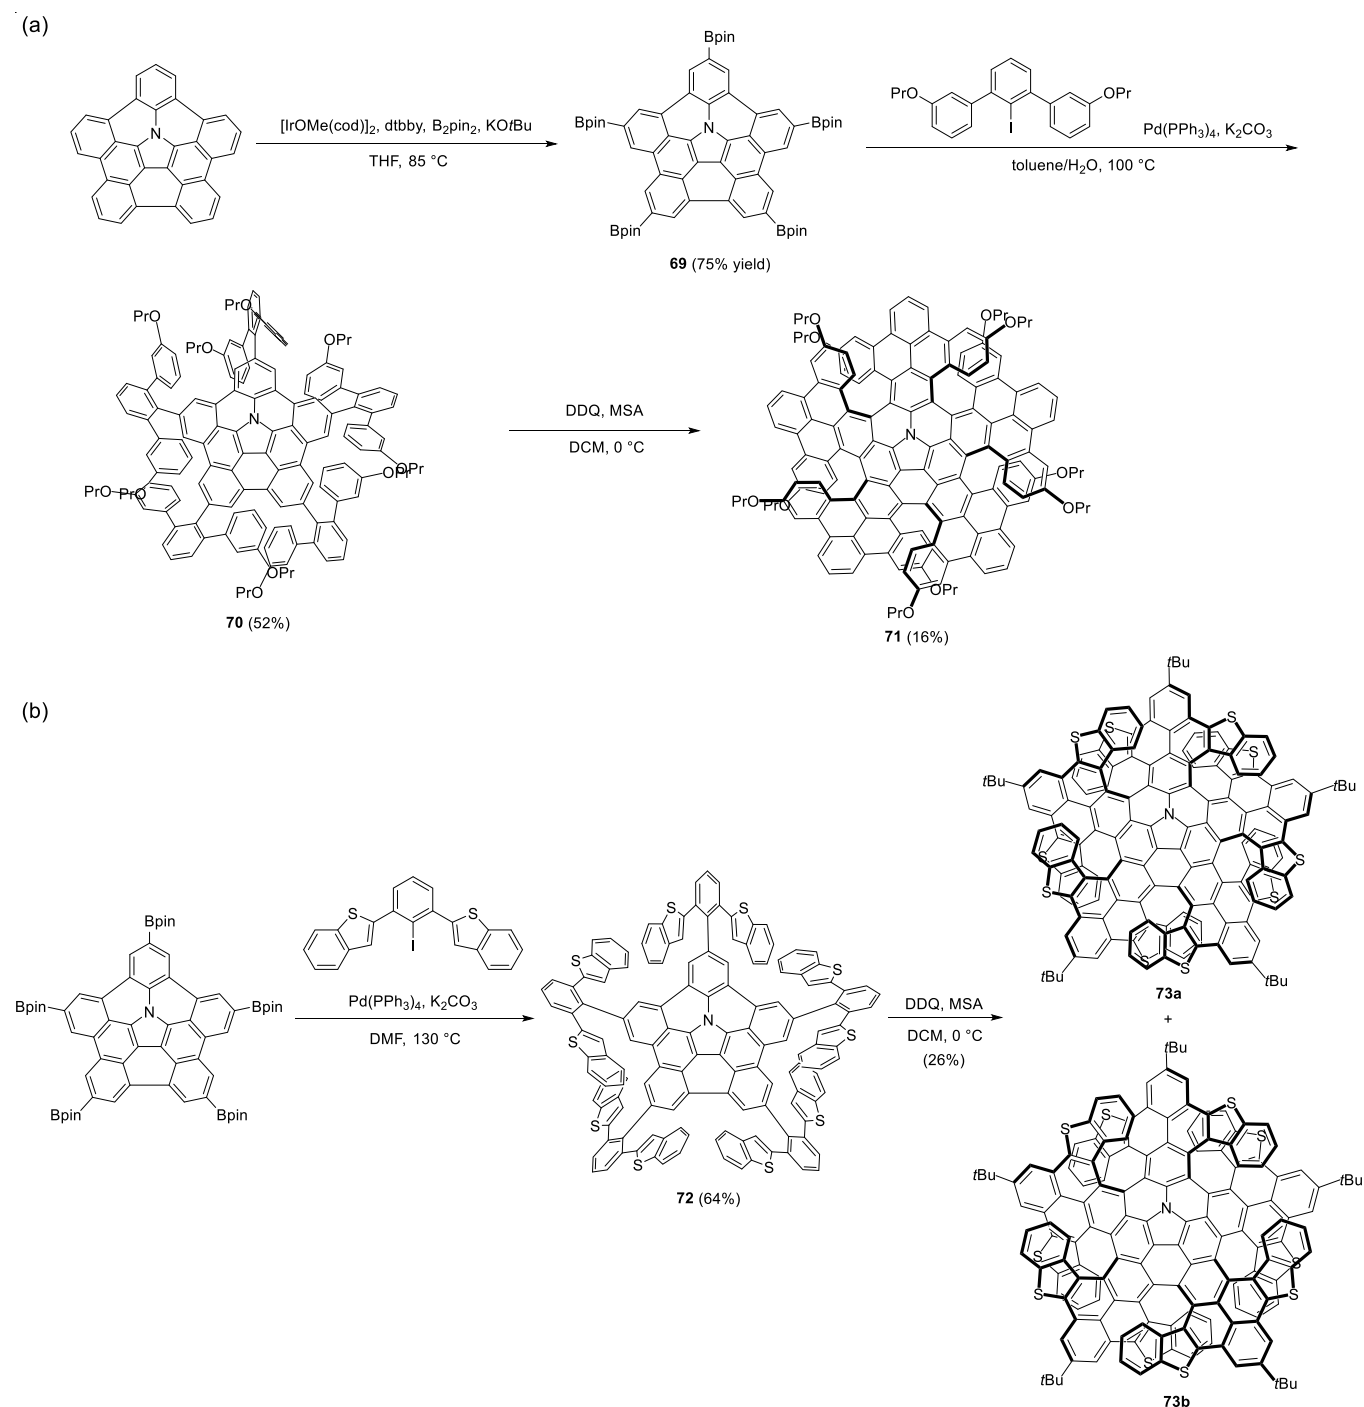 (a)
Bpin
PrO
OPr
I
N
[IrOMe(cod)]2, dtbby, B2pin2, KOtBu
THF, 85 °C
Bpin
N
Bpin
Pd(PPh3)4, K2CO3
toluene/H2O, 100 °C
Bpin
Bpin
69 (75% yield)
PrO
PrO
PrO
OPr
N
OPr
OPr
PrO
PrO
OPr
PrO
70 (52%)
DDQ, MSA
DCM, 0 °C
PrO
PrO
OPr
OPr
N
OPr
OPr
PrO
PrO
OPr
PrO
71 (16%)
(b)
tBu
S
S
S
S
tBu
tBu
N
S
S
S
S
S
S
tBu
tBu
73a
+
Bpin
Bpin
N
Bpin
Bpin
Bpin
S
S
I
Pd(PPh3)4, K2CO3
DMF, 130 °C
S
S
S
S
N
S
S
S
S
S
S
72 (64%)
DDQ, MSA
DCM, 0 °C
(26%)
tBu
S
S
S
S
tBu
tBu
N
S
S
S
S
S
S
tBu
tBu
73b